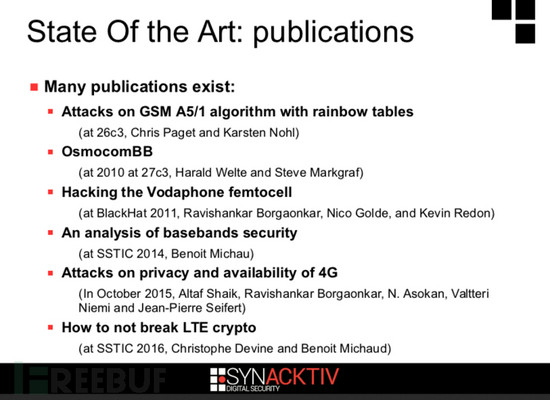 State Of the Art: publications
Many publications exist:
Attacks on GSM A5/1 algorithm with rainbow tables
(at 26c3, Chris Paget and Karsten Nohl)
OsmocomBB
(at 2010 at 27c3, Harald Welte and Steve Markgraf)
Hacking the Vodaphone femtocell
(at BlackHat 2011, Ravishankar Borgaonkar, Nico Golde, and Kevin Redon)
An analysis of basebands security
(at SSTIC 2014, Benoit Michau)
Attacks on privacy and availability of 4G
(In October 2015, Altaf Shaik, Ravishankar Borgaonkar, N. Asokan, Valtteri
Niemi and Jean-Pierre Seifert)
How to not break LTE crypto
(at SSTIC 2016, Christophe Devine and Benoit Michaud)
FREEBUF
SYNACKTIV
DIGITAL SECURITY